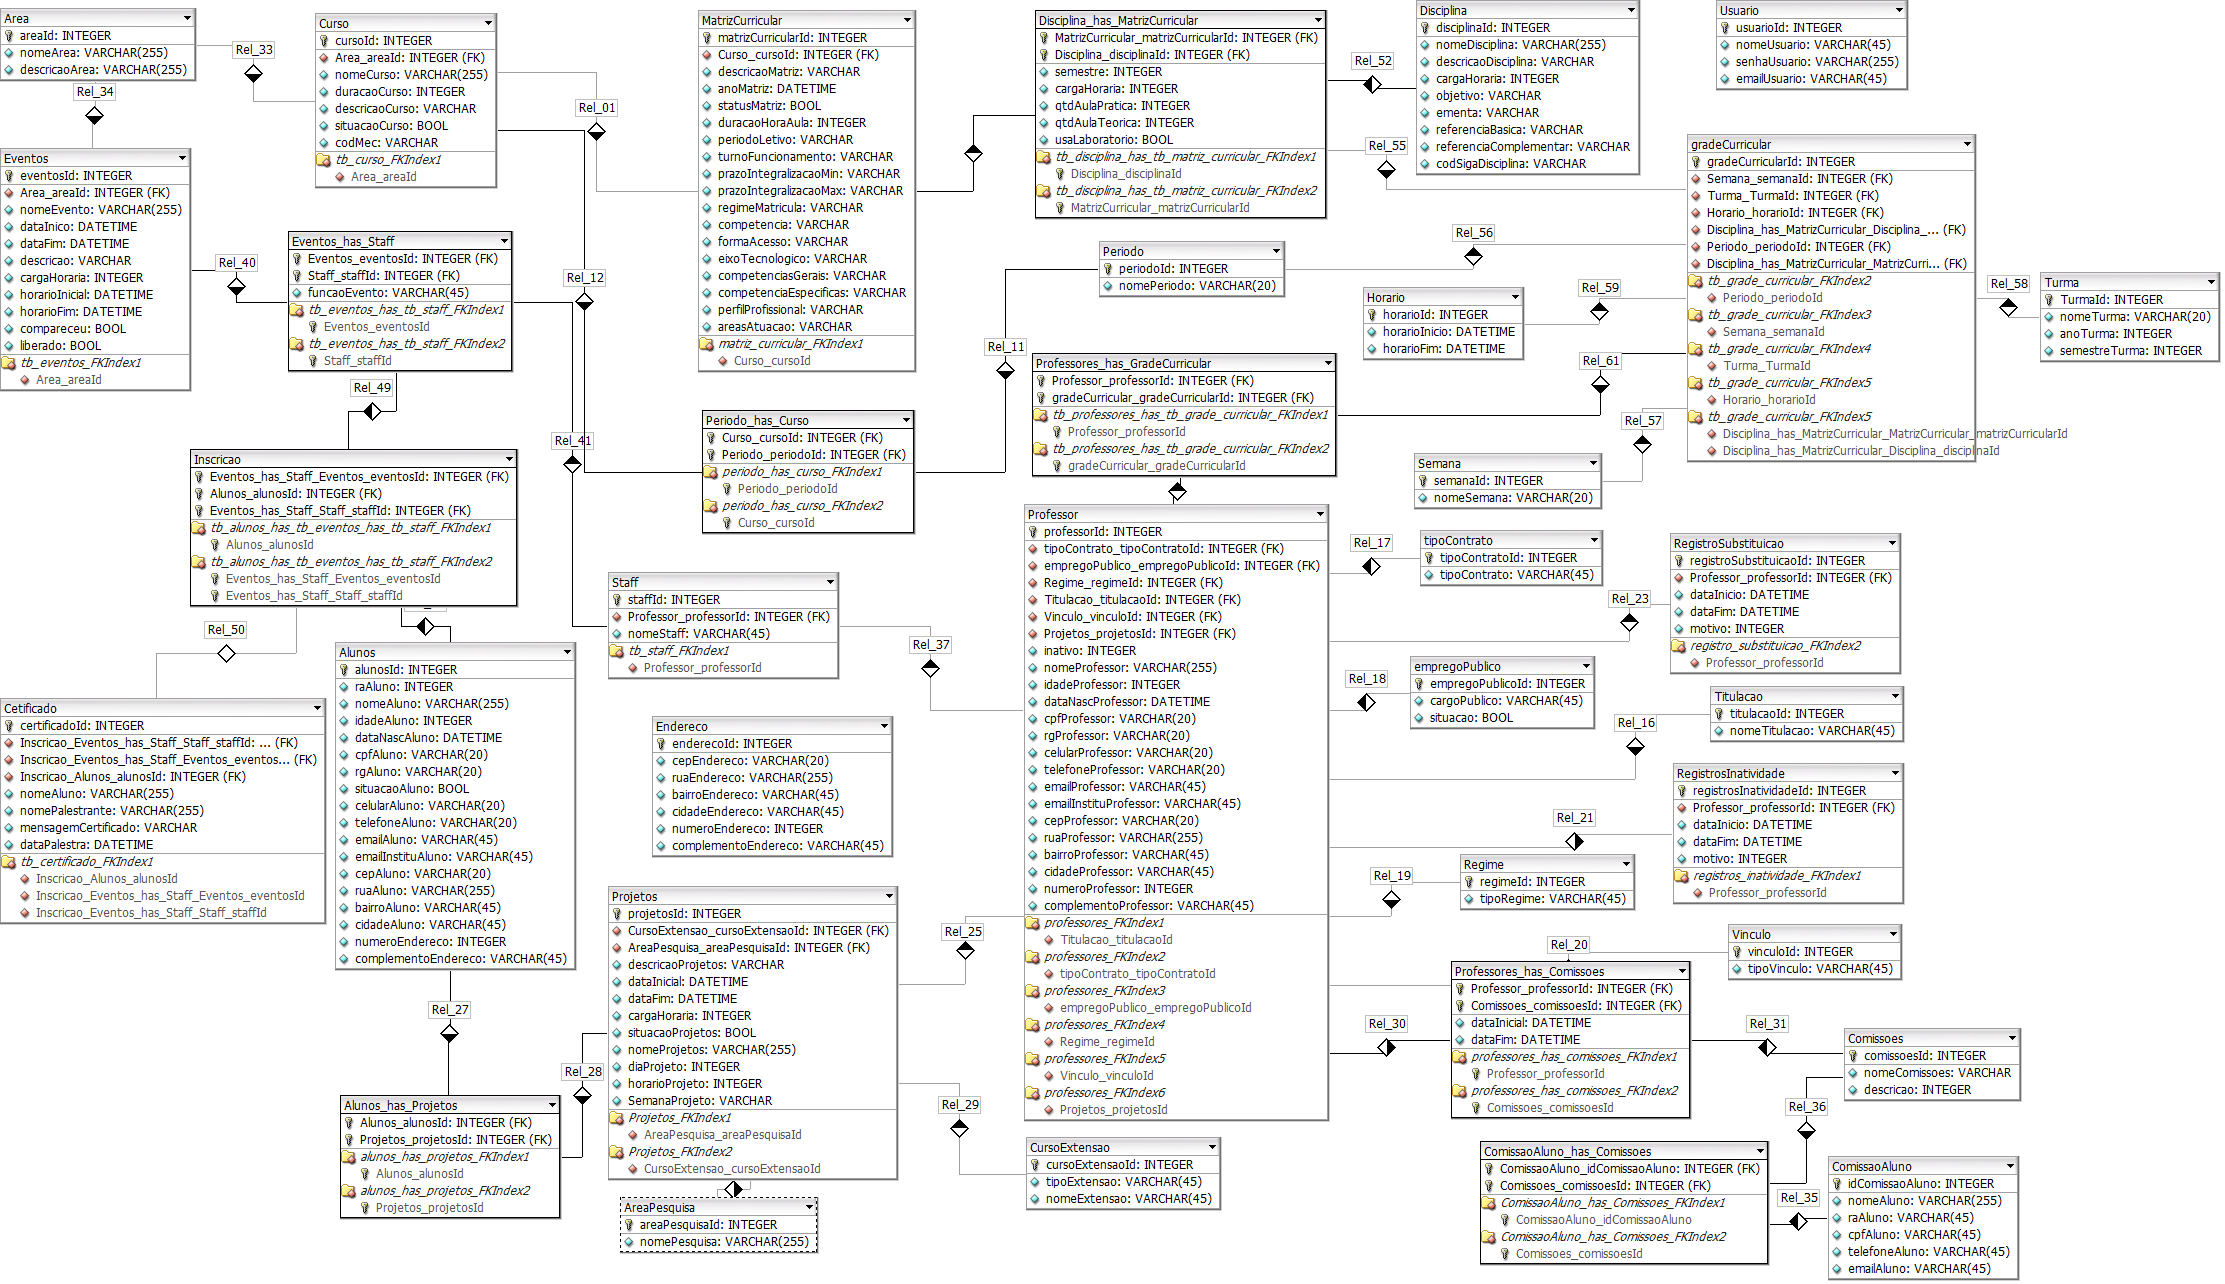 Area
areaId: INTEGER
nomeArea: VARCHAR(255)
descricaoArea: VARCHAR(255)
Rel_33
Rel_34
Curso
cursoId: INTEGER
Area_areaId: INTEGER (FK)
nomeCurso: VARCHAR(255)
duracaoCurso: INTEGER
descricaoCurso: VARCHAR
situacaoCurso: BOOL
codMec: VARCHAR
tb_curso_FKIndex1
Area_areaId
Rel_01
Rel_12
MatrizCurricular
matrizCurricularId: INTEGER
Curso_cursoId: INTEGER (FK)
descricaoMatriz: VARCHAR
anoMatriz: DATETIME
statusMatriz: BOOL
duracaoHoraAula: INTEGER
periodoLetivo: VARCHAR
turnoFuncionamento: VARCHAR
prazoIntegralizacaoMin: VARCHAR
prazoIntegralizacaoMax: VARCHAR
regimeMatricula: VARCHAR
competencia: VARCHAR
formaAcesso: VARCHAR
eixoTecnologico: VARCHAR
competenciasGerais: VARCHAR
competenciaEspecificas: VARCHAR
perfilProfissional: VARCHAR
areasAtuacao: VARCHAR
matriz_curricular_FKIndex1
Curso_cursoId
Disciplina_has_MatrizCurricular
MatrizCurricular_matrizCurricularId: INTEGER (FK)
Disciplina_disciplinaId: INTEGER (FK)
semestre: INTEGER
cargaHoraria: INTEGER
qtdAulaPratica: INTEGER
qtdAulaTeorica: INTEGER
usaLaboratorio: BOOL
tb_disciplina_has_tb_matriz_curricular_FKIndex1
Disciplina_disciplinaId
tb_disciplina_has_tb_matriz_curricular_FKIndex2
MatrizCurricular_matrizCurricularId
Rel_52
Rel_55
Disciplina
disciplinaId: INTEGER
nomeDisciplina: VARCHAR(255)
descricaoDisciplina: VARCHAR
cargaHoraria: INTEGER
objetivo: VARCHAR
ementa: VARCHAR
referenciaBasica: VARCHAR
referenciaComplementar: VARCHAR
codSigaDisciplina: VARCHAR
Usuario
usuarioId: INTEGER
nomeUsuario: VARCHAR(45)
senhaUsuario: VARCHAR(255)
emailUsuario: VARCHAR(45)
gradeCurricular
gradeCurricularId: INTEGER
Semana_semanaId: INTEGER (FK)
Turma_TurmaId: INTEGER (FK)
Horario_horarioId: INTEGER (FK)
Disciplina_has_MatrizCurricular_Disciplina_... (FK)
Periodo_periodoId: INTEGER (FK)
Disciplina_has_MatrizCurricular_MatrizCurri... (FK)
tb_grade_curricular_FKIndex2
Periodo_periodoId
tb_grade_curricular_FKIndex3
Semana_semanaId
tb_grade_curricular_FKIndex4
Turma_TurmaId
tb_grade_curricular_FKIndex5
Horario_horarioId
tb_grade_curricular_FKIndex5
Disciplina_has_MatrizCurricular_MatrizCurricular_matrizCurricularId
Disciplina_has_MatrizCurricular_Disciplina_disciplinaId
Rel_58
Turma
TurmaId: INTEGER
nomeTurma: VARCHAR(20)
anoTurma: INTEGER
semestreTurma: INTEGER
Eventos
eventosId: INTEGER
Area_areaId: INTEGER (FK)
nomeEvento: VARCHAR(255)
dataInico: DATETIME
dataFim: DATETIME
descricao: VARCHAR
cargaHoraria: INTEGER
horarioInicial: DATETIME
horarioFim: DATETIME
compareceu: BOOL
liberado: BOOL
tb_eventos_FKIndex1
Area_areaId
Rel_40
Eventos_has_Staff
Eventos_eventosId: INTEGER (FK)
Staff_staffId: INTEGER (FK)
funcaoEvento: VARCHAR(45)
tb_eventos_has_tb_staff_FKIndex1
Eventos_eventosId
tb_eventos_has_tb_staff_FKIndex2
Staff_staffId
Rel_49
Rel_41
Periodo
periodoId: INTEGER
nomePeriodo: VARCHAR(20)
Rel_56
Rel_11
Horario
horarioId: INTEGER
horarioInicio: DATETIME
horarioFim: DATETIME
Rel_59
Rel_61
Rel_57
Professores_has_GradeCurricular
Professor_professorId: INTEGER (FK)
gradeCurricular_gradeCurricularId: INTEGER (FK)
tb_professores_has_tb_grade_curricular_FKIndex1
Professor_professorId
tb_professores_has_tb_grade_curricular_FKIndex2
gradeCurricular_gradeCurricularId
Periodo_has_Curso
Curso_cursoId: INTEGER (FK)
Periodo_periodoId: INTEGER (FK)
periodo_has_curso_FKIndex1
Periodo_periodoId
periodo_has_curso_FKIndex2
Curso_cursoId
Semana
semanaId: INTEGER
nomeSemana: VARCHAR(20)
Inscricao
Eventos_has_Staff_Eventos_eventosId: INTEGER (FK)
Alunos_alunosId: INTEGER (FK)
Eventos_has_Staff_Staff_staffId: INTEGER (FK)
tb_alunos_has_tb_eventos_has_tb_staff_FKIndex1
Alunos_alunosId
tb_alunos_has_tb_eventos_has_tb_staff_FKIndex2
Eventos_has_Staff_Eventos_eventosId
Eventos_has_Staff_Staff_staffId
Rel_50
Professor
professorId: INTEGER
tipoContrato_tipoContratoId: INTEGER (FK)
empregoPublico_empregoPublicoId: INTEGER (FK)
Regime_regimeId: INTEGER (FK)
Titulacao_titulacaoId: INTEGER (FK)
Vinculo_vinculoId: INTEGER (FK)
Projetos_projetosId: INTEGER (FK)
inativo: INTEGER
nomeProfessor: VARCHAR(255)
idadeProfessor: INTEGER
dataNascProfessor: DATETIME
cpfProfessor: VARCHAR(20)
rgProfessor: VARCHAR(20)
celularProfessor: VARCHAR(20)
telefoneProfessor: VARCHAR(20)
emailProfessor: VARCHAR(45)
emailInstituProfessor: VARCHAR(45)
cepProfessor: VARCHAR(20)
ruaProfessor: VARCHAR(255)
bairroProfessor: VARCHAR(45)
cidadeProfessor: VARCHAR(45)
numeroProfessor: INTEGER
complementoProfessor: VARCHAR(45)
professores_FKIndex1
Titulacao_titulacaoId
professores_FKIndex2
tipoContrato_tipoContratoId
professores_FKIndex3
empregoPublico_empregoPublicoId
professores_FKIndex4
Regime_regimeId
professores_FKIndex5
Vinculo_vinculoId
professores_FKIndex6
Projetos_projetosId
Rel_17
tipoContrato
tipoContratoId: INTEGER
tipoContrato: VARCHAR(45)
Rel_23
RegistroSubstituicao
registroSubstituicaoId: INTEGER
Professor_professorId: INTEGER (FK)
dataInicio: DATETIME
dataFim: DATETIME
motivo: INTEGER
registro_substituicao_FKIndex2
Professor_professorId
Staff
staffId: INTEGER
Professor_professorId: INTEGER (FK)
nomeStaff: VARCHAR(45)
tb_staff_FKIndex1
Professor_professorId
Rel_37
Rel_18
empregoPublico
empregoPublicoId: INTEGER
cargoPublico: VARCHAR(45)
situacao: BOOL
Rel_16
Titulacao
titulacaoId: INTEGER
nomeTitulacao: VARCHAR(45)
Alunos
alunosId: INTEGER
raAluno: INTEGER
nomeAluno: VARCHAR(255)
idadeAluno: INTEGER
dataNascAluno: DATETIME
cpfAluno: VARCHAR(20)
rgAluno: VARCHAR(20)
situacaoAluno: BOOL
celularAluno: VARCHAR(20)
telefoneAluno: VARCHAR(20)
emailAluno: VARCHAR(45)
emailInstituAluno: VARCHAR(45)
cepAluno: VARCHAR(20)
ruaAluno: VARCHAR(255)
bairroAluno: VARCHAR(45)
cidadeAluno: VARCHAR(45)
numeroEndereco: INTEGER
complementoEndereco: VARCHAR(45)
Cetificado
certificadoId: INTEGER
Inscricao_Eventos_has_Staff_Staff_staffId: ... (FK)
Inscricao_Eventos_has_Staff_Eventos_eventos... (FK)
Inscricao_Alunos_alunosId: INTEGER (FK)
nomeAluno: VARCHAR(255)
nomePalestrante: VARCHAR(255)
mensagemCertificado: VARCHAR
dataPalestra: DATETIME
tb_certificado_FKIndex1
Inscricao_Alunos_alunosId
Inscricao_Eventos_has_Staff_Eventos_eventosId
Inscricao_Eventos_has_Staff_Staff_staffId
Endereco
enderecoId: INTEGER
cepEndereco: VARCHAR(20)
ruaEndereco: VARCHAR(255)
bairroEndereco: VARCHAR(45)
cidadeEndereco: VARCHAR(45)
numeroEndereco: INTEGER
complementoEndereco: VARCHAR(45)
Rel_21
RegistrosInatividade
registrosInatividadeId: INTEGER
Professor_professorId: INTEGER (FK)
dataInicio: DATETIME
dataFim: DATETIME
motivo: INTEGER
registros_inatividade_FKIndex1
Professor_professorId
Rel_19
Regime
regimeId: INTEGER
tipoRegime: VARCHAR(45)
Projetos
projetosId: INTEGER
CursoExtensao_cursoExtensaoId: INTEGER (FK)
AreaPesquisa_areaPesquisaId: INTEGER (FK)
descricaoProjetos: VARCHAR
dataInicial: DATETIME
dataFim: DATETIME
cargaHoraria: INTEGER
situacaoProjetos: BOOL
nomeProjetos: VARCHAR(255)
diaProjeto: INTEGER
horarioProjeto: INTEGER
SemanaProjeto: VARCHAR
Projetos_FKIndex1
AreaPesquisa_areaPesquisaId
Projetos_FKIndex2
CursoExtensao_cursoExtensaoId
Rel_25
Rel_29
Rel_20
Vinculo
vinculoId: INTEGER
tipoVinculo: VARCHAR(45)
Rel_30
Professores_has_Comissoes
Professor_professorId: INTEGER (FK)
Comissoes_comissoesId: INTEGER (FK)
dataInicial: DATETIME
dataFim: DATETIME
professores_has_comissoes_FKIndex1
Professor_professorId
professores_has_comissoes_FKIndex2
Comissoes_comissoesId
Rel_31
Comissoes
comissoesId: INTEGER
nomeComissoes: VARCHAR
descricao: INTEGER
Rel_36
Rel_27
Rel_28
Alunos_has_Projetos
Alunos_alunosId: INTEGER (FK)
Projetos_projetosId: INTEGER (FK)
alunos_has_projetos_FKIndex1
Alunos_alunosId
alunos_has_projetos_FKIndex2
Projetos_projetosId
AreaPesquisa
areaPesquisaId: INTEGER
nomePesquisa: VARCHAR(255)
CursoExtensao
cursoExtensaoId: INTEGER
tipoExtensao: VARCHAR(45)
nomeExtensao: VARCHAR(45)
ComissaoAluno_has_Comissoes
ComissaoAluno_idComissaoAluno: INTEGER (FK)
Comissoes_comissoesId: INTEGER (FK)
ComissaoAluno_has_Comissoes_FKIndex1
ComissaoAluno_idComissaoAluno
ComissaoAluno_has_Comissoes_FKIndex2
Comissoes_comissoesId
Rel_35
ComissaoAluno
idComissaoAluno: INTEGER
nomeAluno: VARCHAR(255)
raAluno: VARCHAR(45)
cpfAluno: VARCHAR(45)
telefoneAluno: VARCHAR(45)
emailAluno: VARCHAR(45)